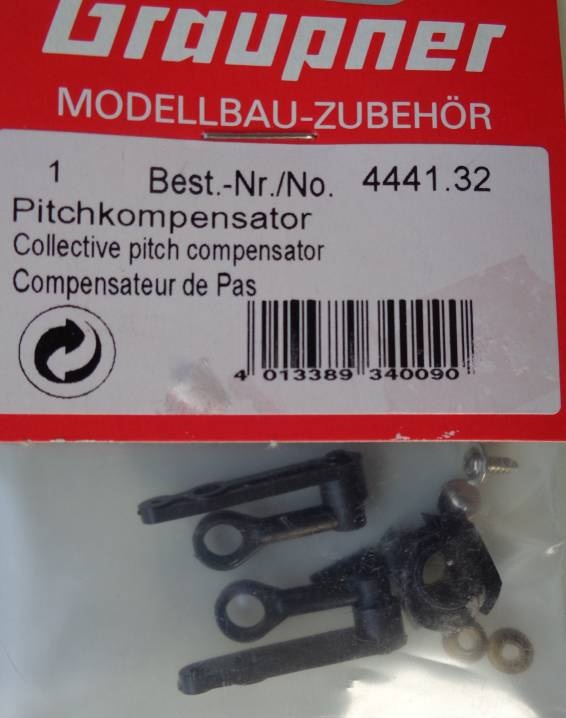 Graupner
MODELLBAU-ZUBEHÖR
1 Best.-Nr./No. 4441.32
Pitchkompensator
Collective pitch compensator
Compensateur de Pas
4 013389 340090